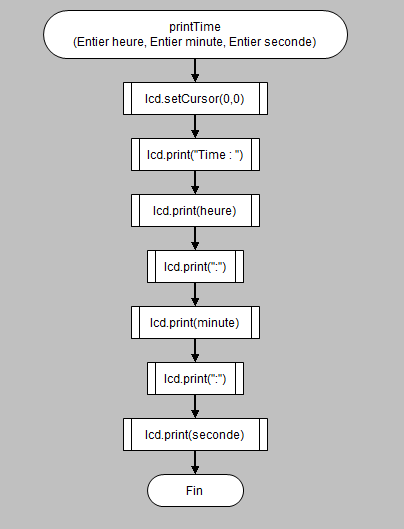 printTime
(Entier heure, Entier minute, Entier seconde)
lcd.setCursor(0,0)
lcd.print("Time : ")
lcd.print(heure)
lcd.print(":")
lcd.print(minute)
lcd.print(":")
lcd.print(seconde)
Fin